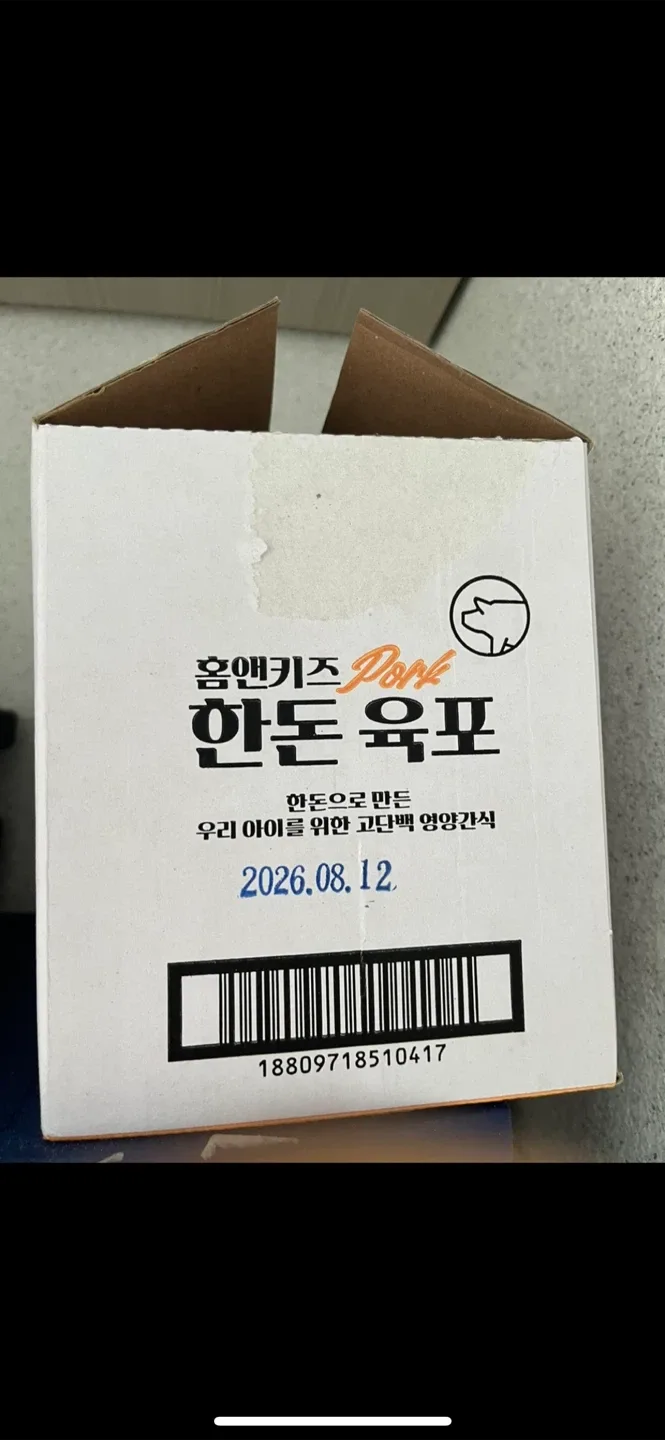 홈앤키즈 Pork
한돈 육포
한돈으로 만든
우리 아이를 위한 고단백 영양간식
2026.08.12
18809718510417